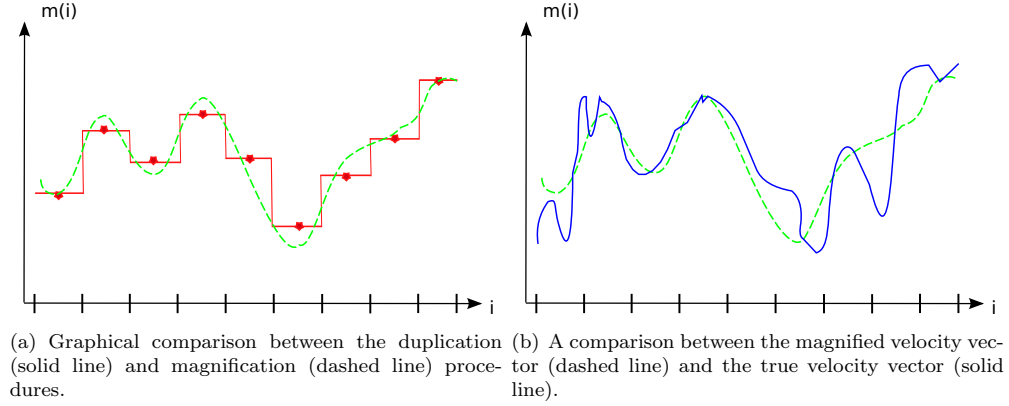 m(i)
i
m(i)
i
(a) Graphical comparison between the duplication
(solid line) and magnification (dashed line) proce-
dures.
(b) A comparison between the magnified velocity vec-
tor (dashed line) and the true velocity vector (solid
line).